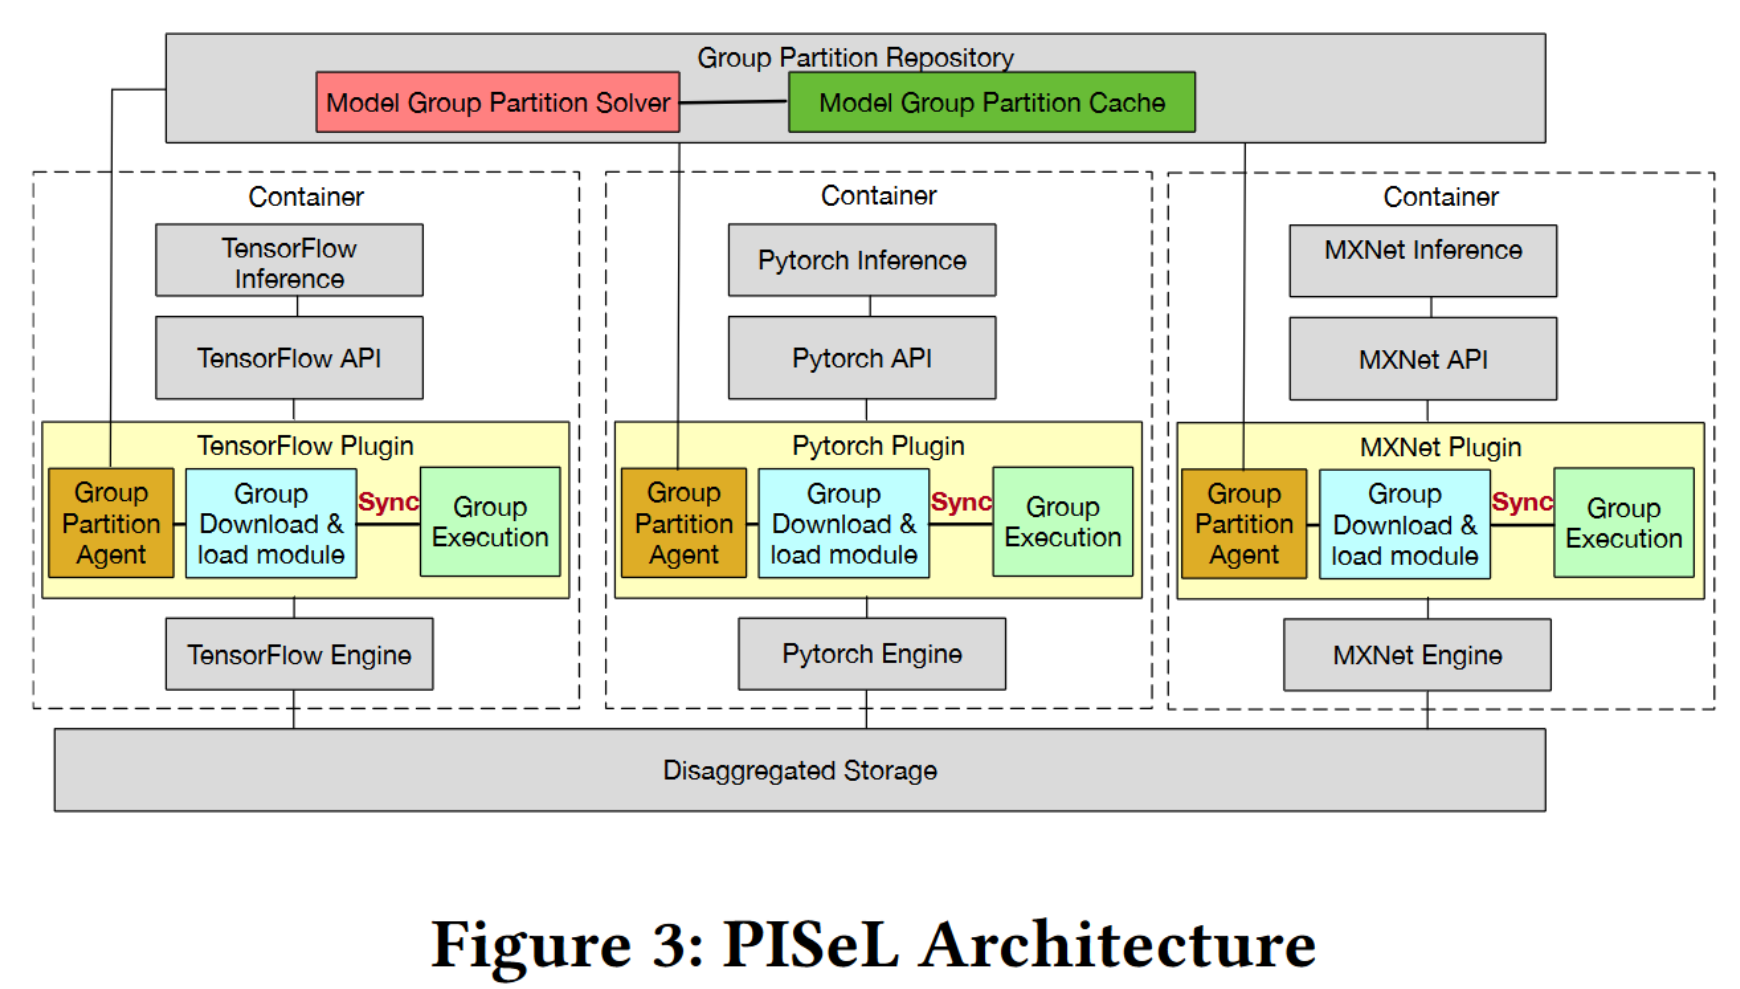 Group Partition Repository
Model Group Partition Solver
Model Group Partition Cache
Container
TensorFlow
Inference
TensorFlow API
TensorFlow Plugin
Group
Partition
Agent
Group
Download &
load module
Sync
Group
Execution
TensorFlow Engine
Container
Pytorch Inference
Pytorch API
Pytorch Plugin
Group
Partition
Agent
Group
Download &
load module
Sync
Group
Execution
Pytorch Engine
Container
MXNet Inference
MXNet API
MXNet Plugin
Group
Partition
Agent
Group
Download &
load module
Sync
Group
Execution
MXNet Engine
Disaggregated Storage
Figure 3: PISeL Architecture